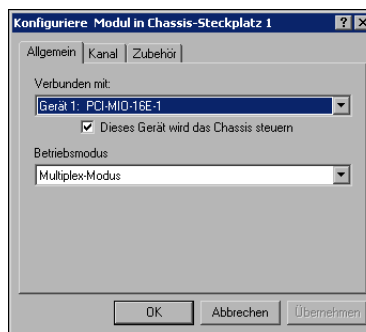 Konfiguriere Modul in Chassis-Steckplatz 1
Allgemein Kanal Zubehör
Verbunden mit:
Gerät 1: PCI-MIO-16E-1
Dieses Gerät wird das Chassis steuern
Betriebsmodus
Multiplex-Modus
OK Abbrechen Übernehmen